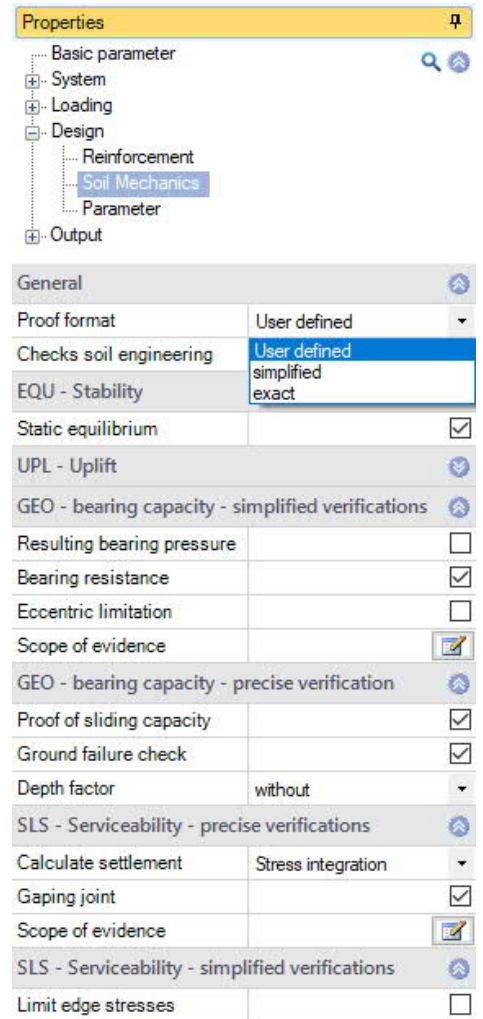 Properties
Basic parameter
System
Loading
Design
Reinforcement
Soil Mechanics
Parameter
Output
General
Proof format User defined
Checks soil engineering User defined
simplified
EQU - Stability exact
Static equilibrium
UPL - Uplift
GEO - bearing capacity - simplified verifications
Resulting bearing pressure
Bearing resistance
Eccentric limitation
Scope of evidence
GEO - bearing capacity - precise verification
Proof of sliding capacity
Ground failure check
Depth factor without
SLS - Serviceability - precise verifications
Calculate settlement Stress integration
Gaping joint
Scope of evidence
SLS - Serviceability - simplified verifications
Limit edge stresses